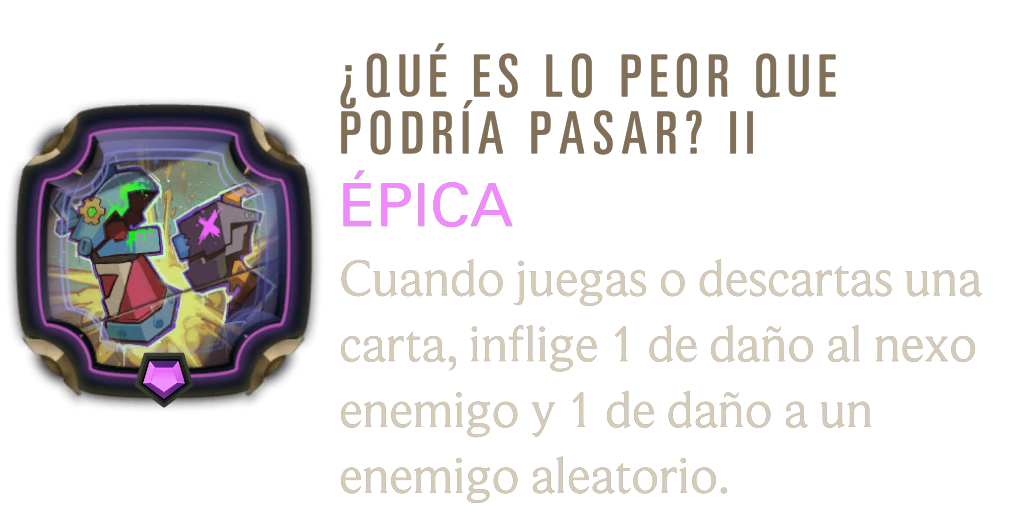 ¿QUÉ ES LO PEOR QUE
PODRÍA PASAR? II
ÉPICA
Cuando juegas o descartas una
carta, inflige 1 de daño al nexo
enemigo y 1 de daño a un
enemigo aleatorio.